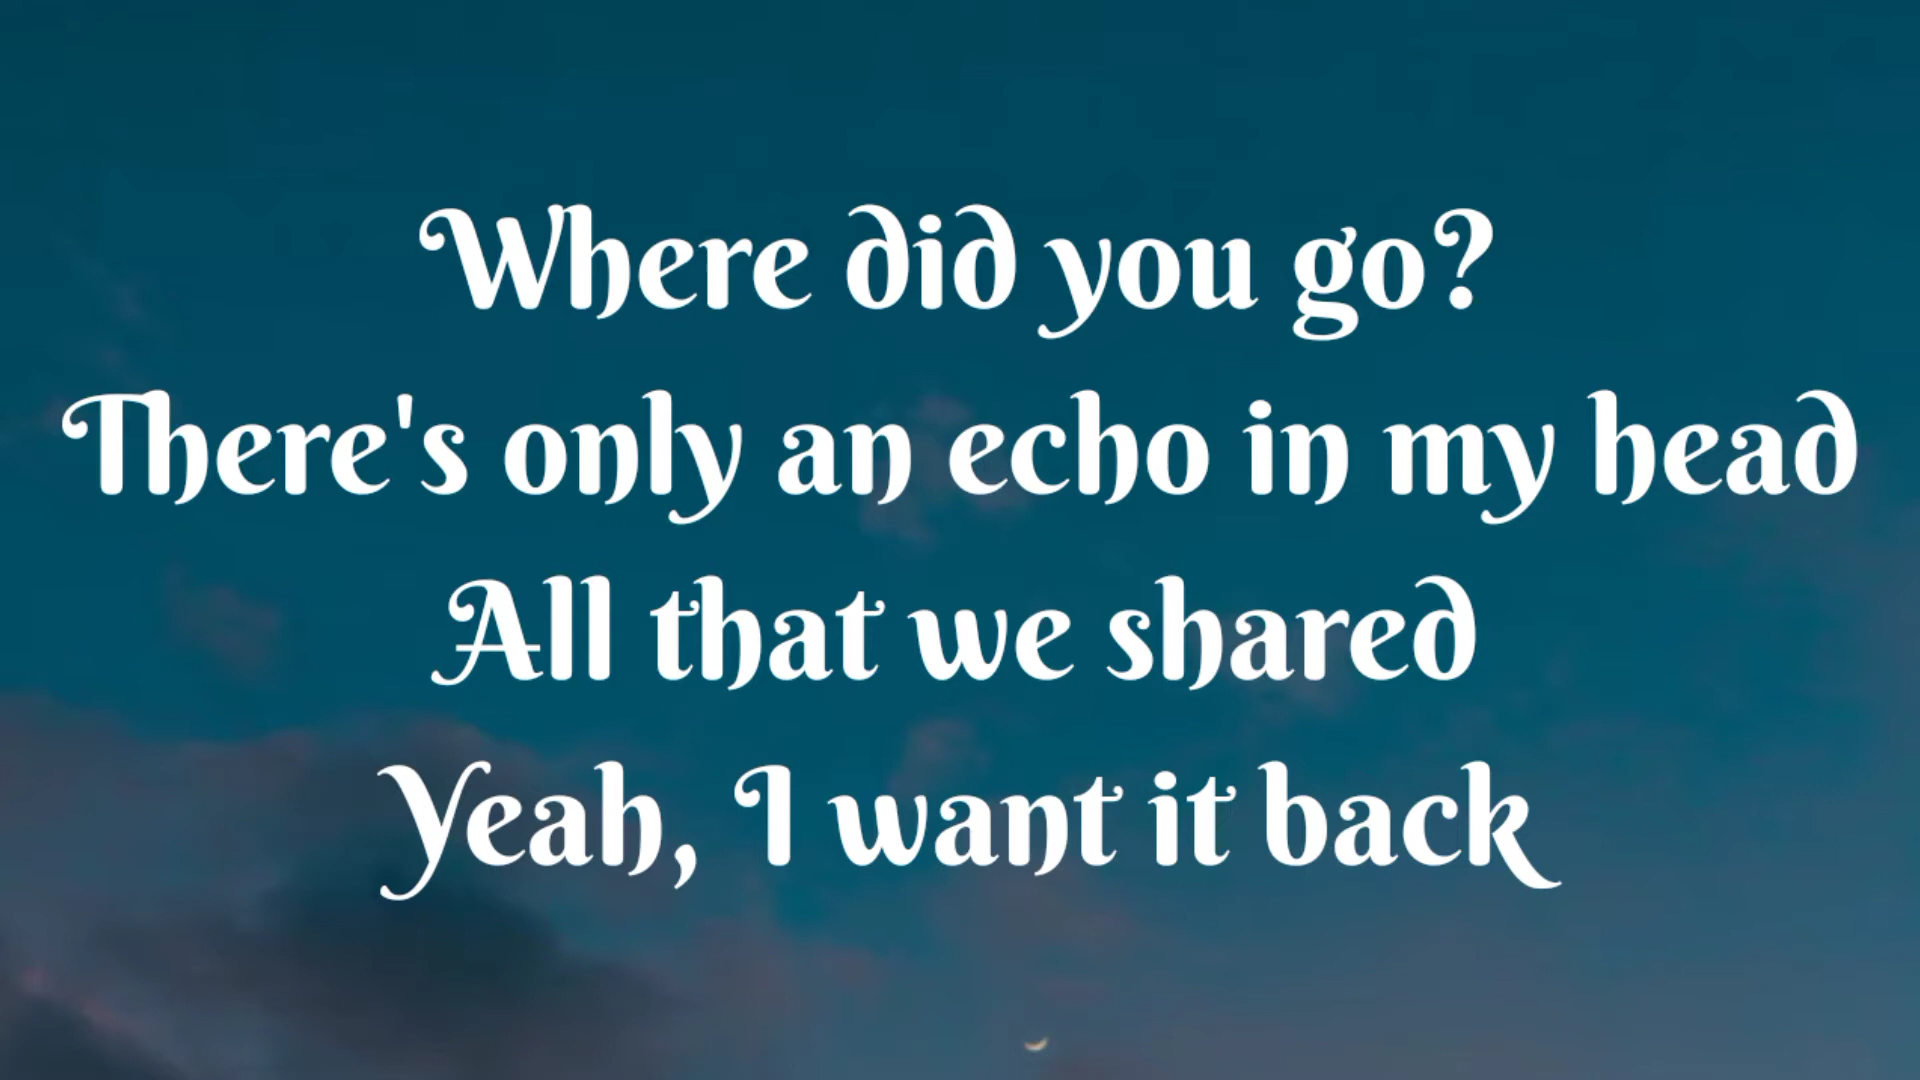 Where did you go?
There's only an echo in my head
All that we shared
Yeah, I want it back